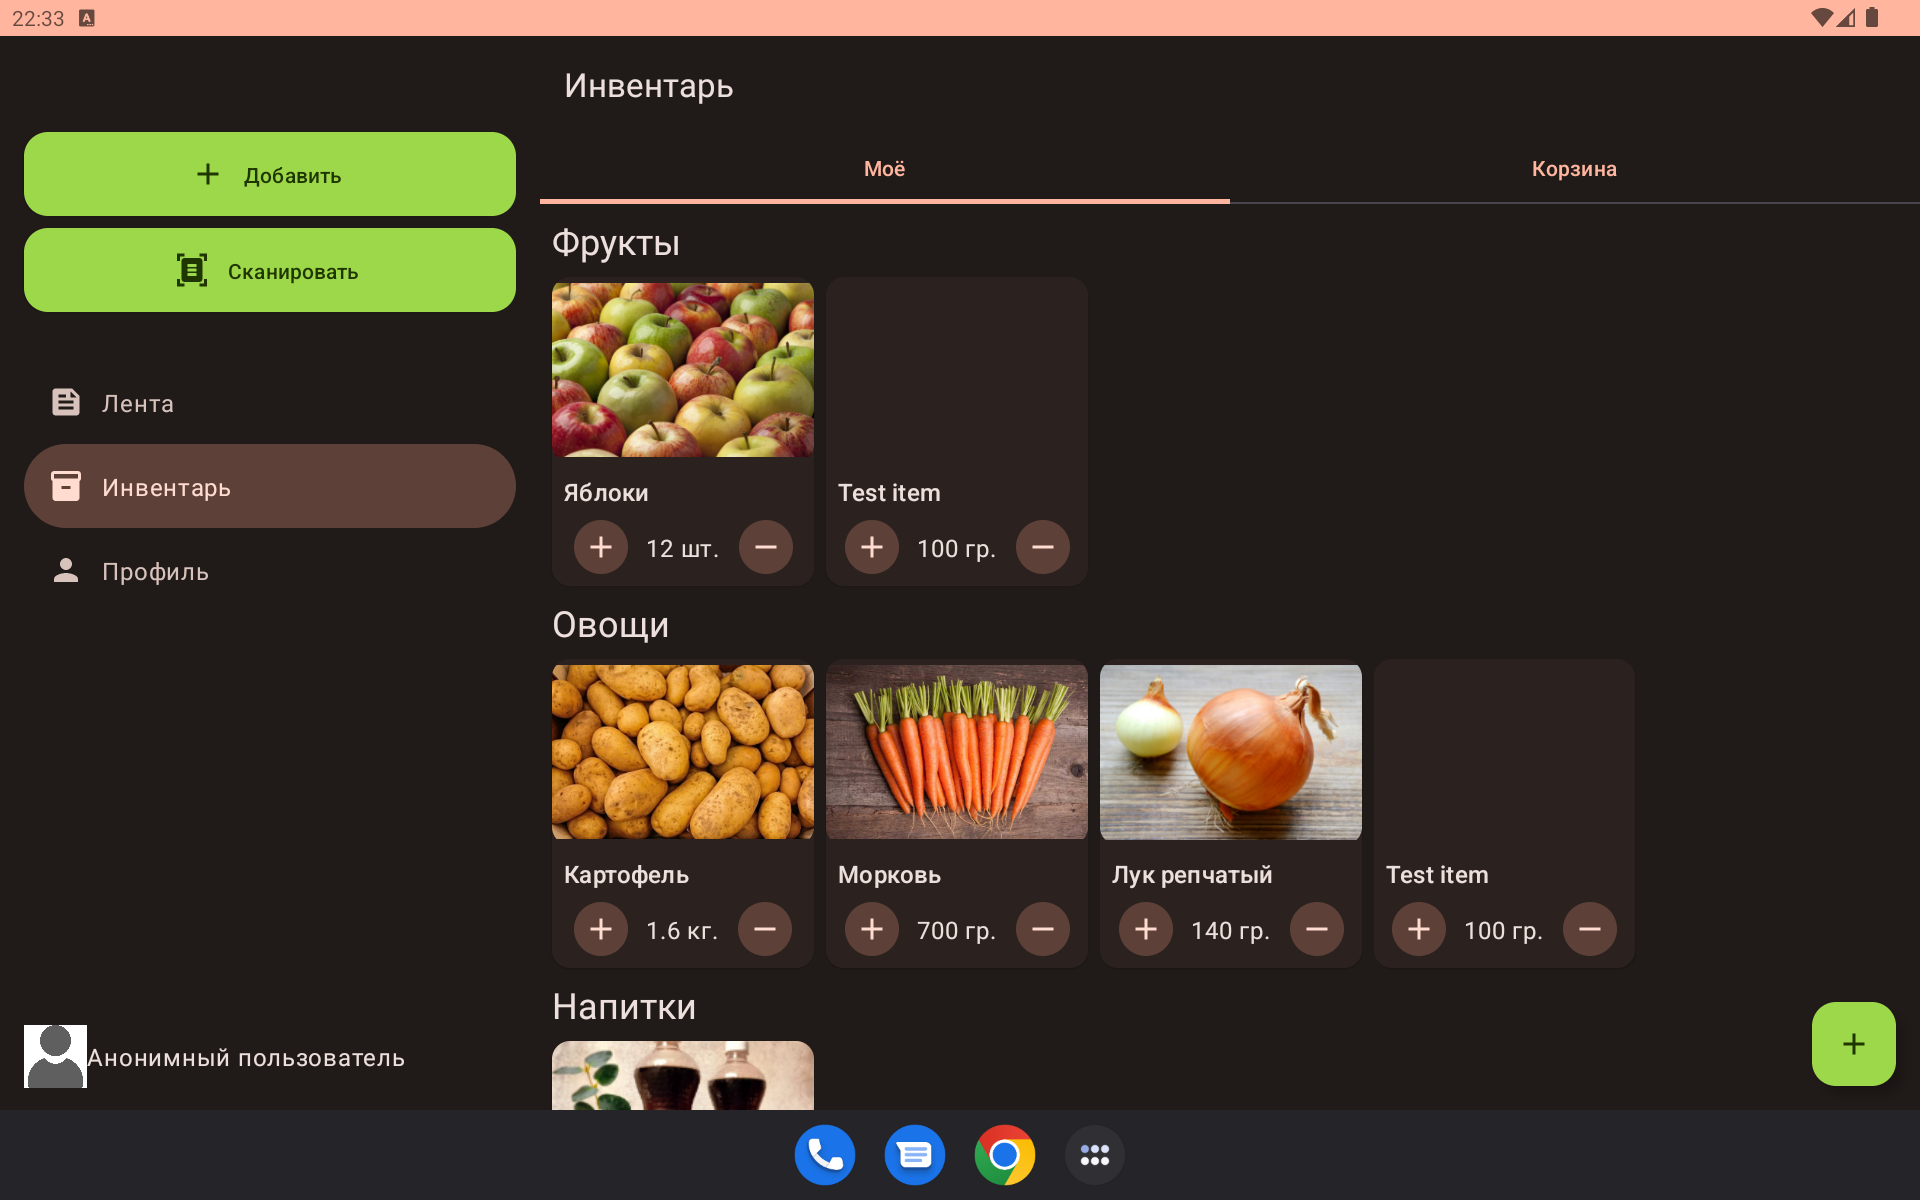 22:33
A
Инвентарь
Добавить
Сканировать
Моё
Корзина
Лента
Инвентарь
Профиль
Фрукты
Яблоки
Test item
12 шт.
100 гр.
Овощи
Картофель
Морковь
Лук репчатый
Test item
1.6 кг.
700 гр.
140 гр.
100 гр.
Напитки
Анонимный пользователь